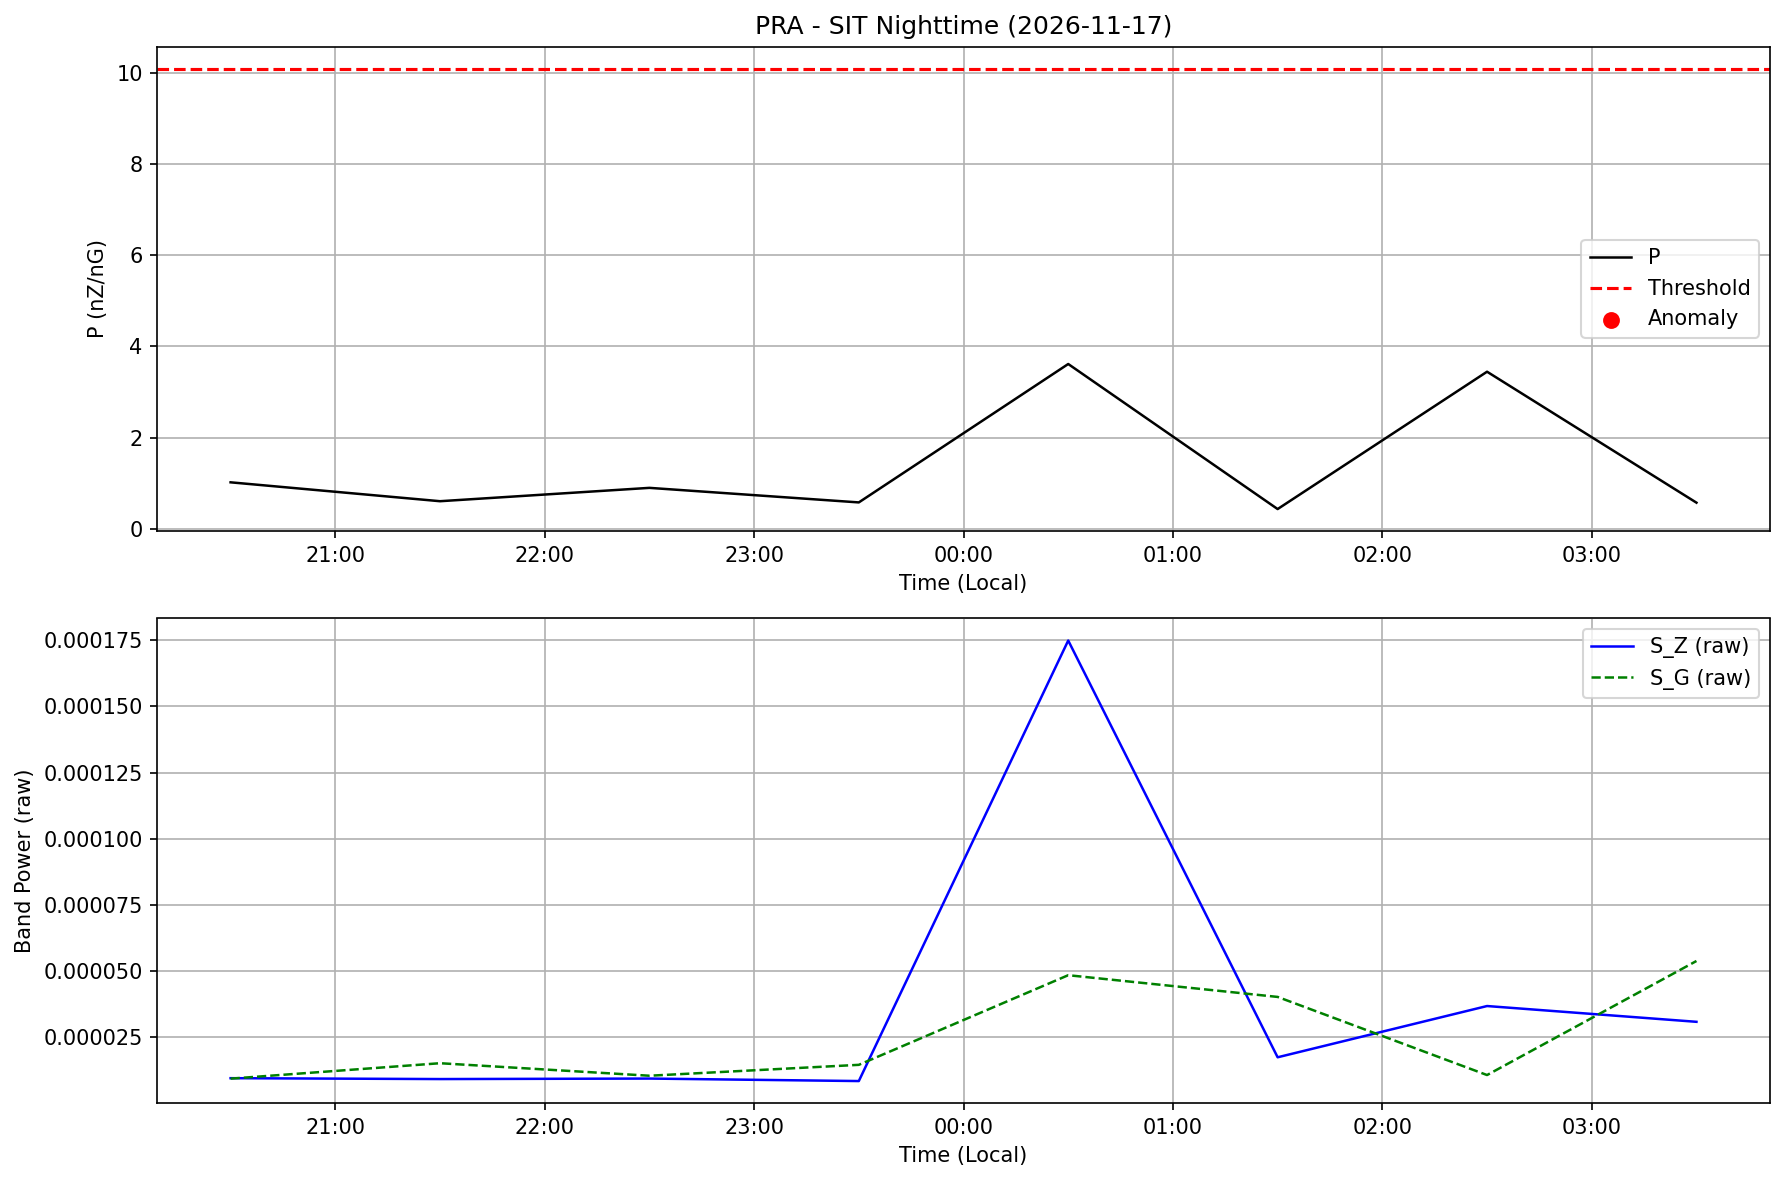 PRA - SIT Nighttime (2026-11-17)
10
8
6
4
2
0
P (nZ/nG)
P
Threshold
Anomaly
21:00 22:00 23:00 00:00 01:00 02:00 03:00
Time (Local)
0.000175
0.000150
0.000125
0.000100
0.000075
0.000050
0.000025
Band Power (raw)
S_Z (raw)
S_G (raw)
21:00 22:00 23:00 00:00 01:00 02:00 03:00
Time (Local)